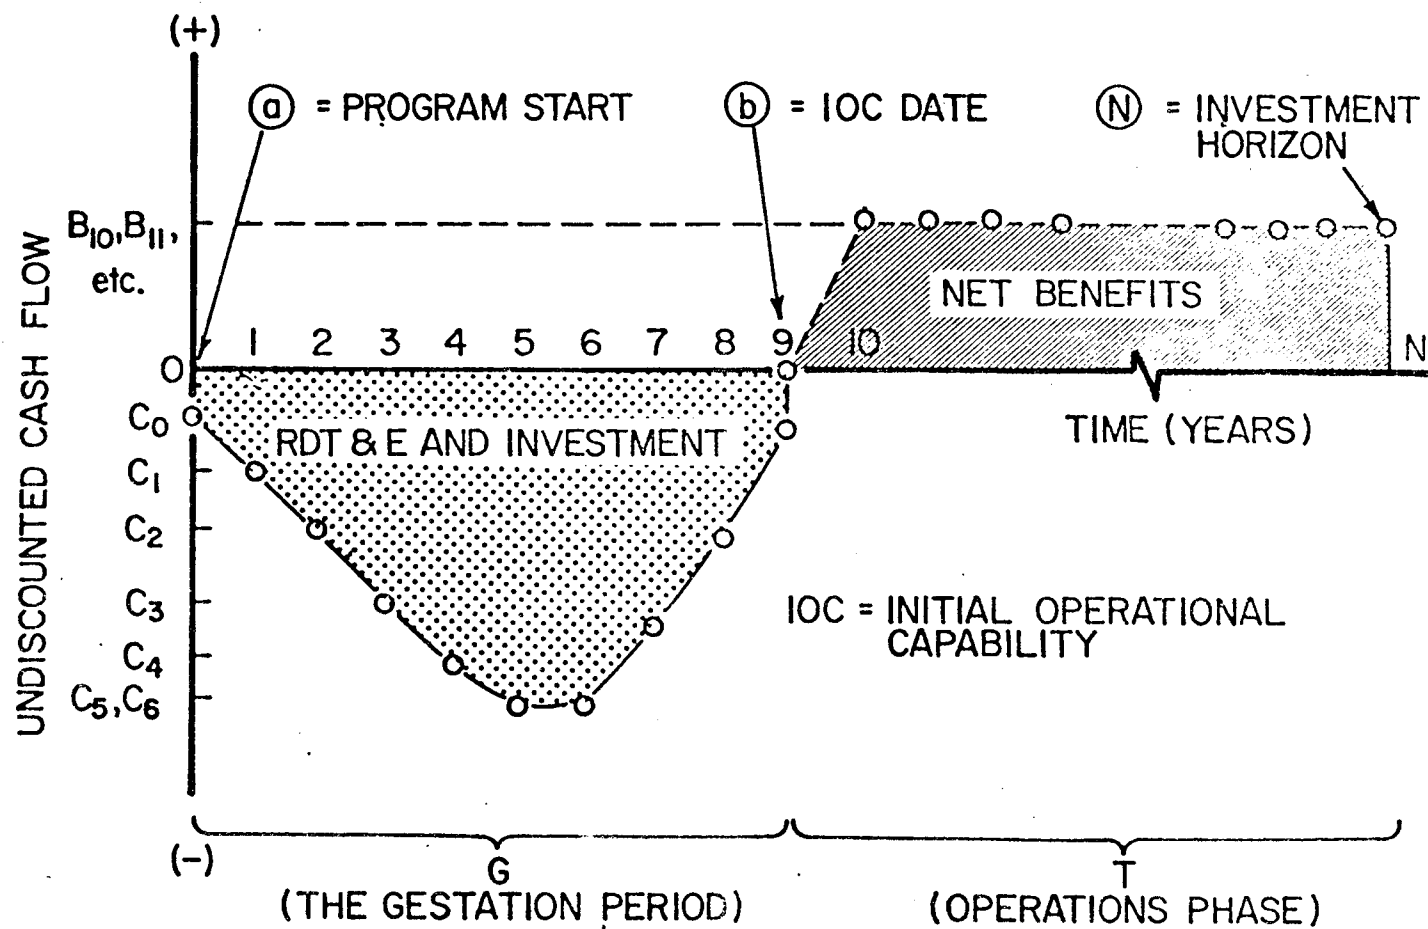 (+)
ⓐ = PROGRAM START
ⓑ = IOC DATE
Ⓝ = INVESTMENT
HORIZON
B₁₀,B₁₁,
etc.
NET BENEFITS
1 2 3 4 5 6 7 8 9 10
N
O
UNDISCOUNTED CASH FLOW
C₀
RDT & E AND INVESTMENT
TIME (YEARS)
C₁
C₂
C₃
IOC = INITIAL OPERATIONAL
CAPABILITY
C₄
C₅,C₆
(-)
G
(THE GESTATION PERIOD)
T
(OPERATIONS PHASE)